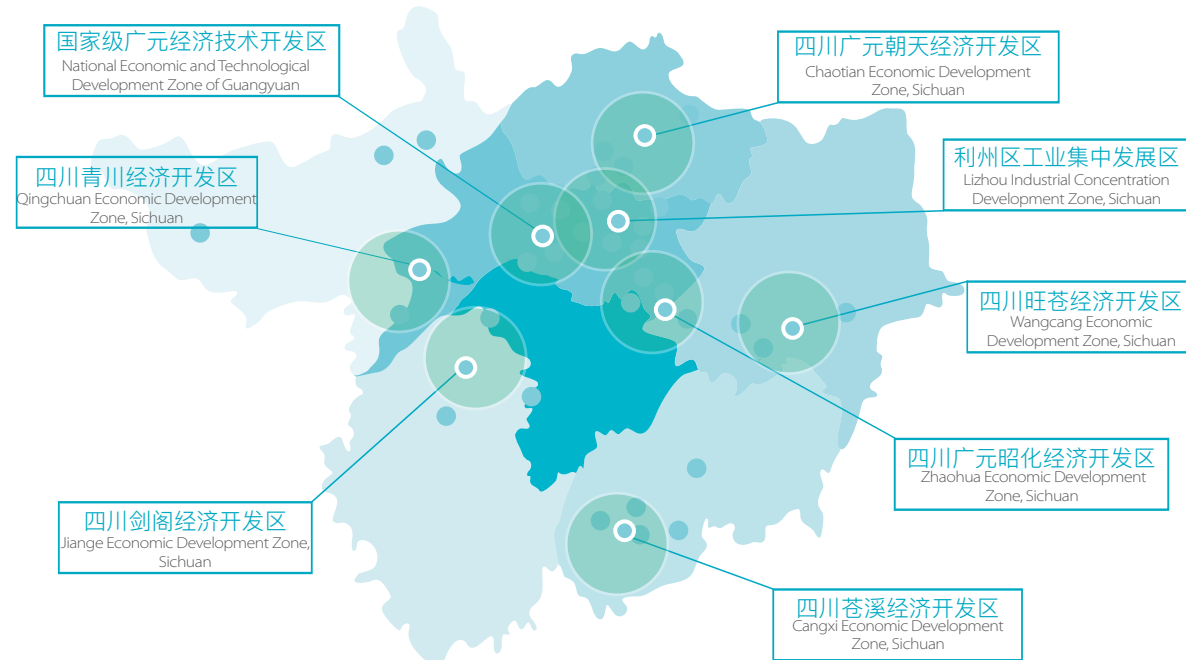 国家级广元经济技术开发区
National Economic and Technological
Development Zone of Guangyuan
四川广元朝天经济开发区
Chaotian Economic Development
Zone, Sichuan
四川青川经济开发区
Qingchuan Economic Development
Zone, Sichuan
利州区工业集中发展区
Lizhou Industrial Concentration
Development Zone, Sichuan
四川旺苍经济开发区
Wangcang Economic
Development Zone, Sichuan
四川广元昭化经济开发区
Zhaohua Economic Development
Zone, Sichuan
四川剑阁经济开发区
Jiange Economic Development Zone,
Sichuan
四川苍溪经济开发区
Cangxi Economic Development
Zone, Sichuan